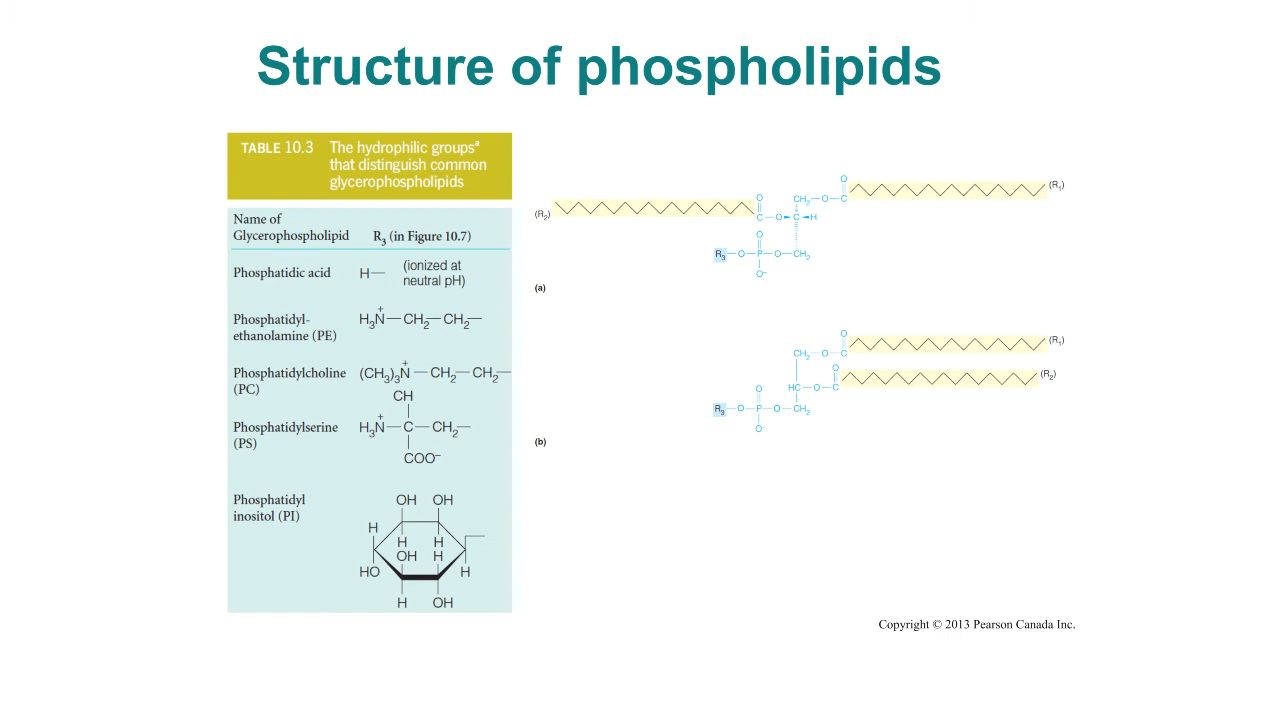 Structure of phospholipids
TABLE 10.3 The hydrophilic groupsᵃ
that distinguish common
glycerophospholipids
Name of
Glycerophospholipid R₃ (in Figure 10.7)
Phosphatidic acid H— (ionized at
neutral pH)
Phosphatidyl-
ethanolamine (PE)
H₃N⁺—CH₂—CH₂—
Phosphatidylcholine
(PC)
(CH₃)₃N⁺—CH₂—CH₂—
Phosphatidylserine
(PS)
CH
H₃N⁺—C—CH₂—
COO⁻
Phosphatidyl
inositol (PI)
OH OH
H
H H
OH H
HO H
H OH
O
CH₂—O—C (R₁)
O
(R₂) C—O—C—H
O
R₃—O—P—O—CH₂
O⁻
(a)
O
CH₂—O—C (R₁)
O
HC—O—C (R₂)
O
R₃—O—P—O—CH₂
O⁻
(b)
Copyright © 2013 Pearson Canada Inc.